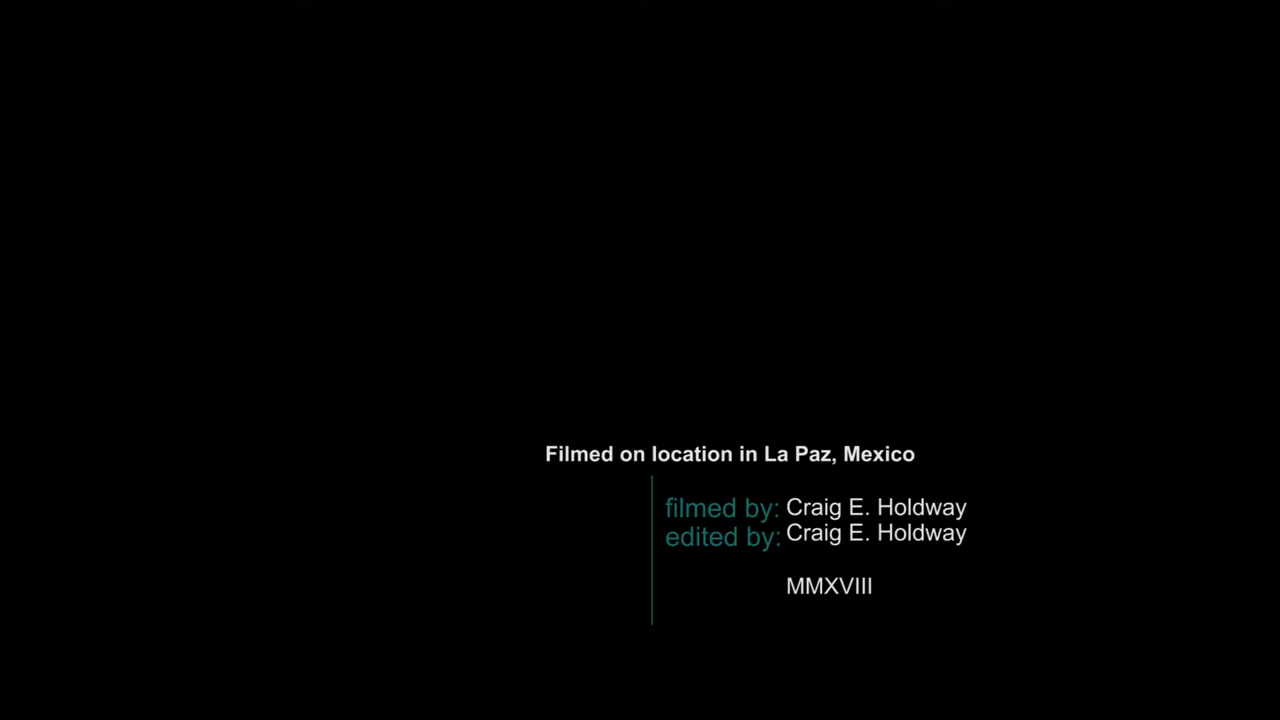 Filmed on location in La Paz, Mexico
filmed by: Craig E. Holdway
edited by: Craig E. Holdway
MMXVIII